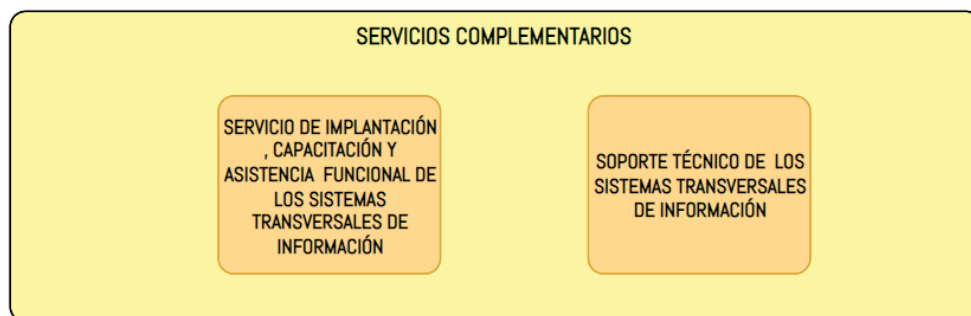 SERVICIOS COMPLEMENTARIOS
SERVICIO DE IMPLANTACIÓN
, CAPACITACIÓN Y
ASISTENCIA FUNCIONAL DE
LOS SISTEMAS
TRANSVERSALES DE
INFORMACIÓN
SOPORTE TÉCNICO DE LOS
SISTEMAS TRANSVERSALES
DE INFORMACIÓN